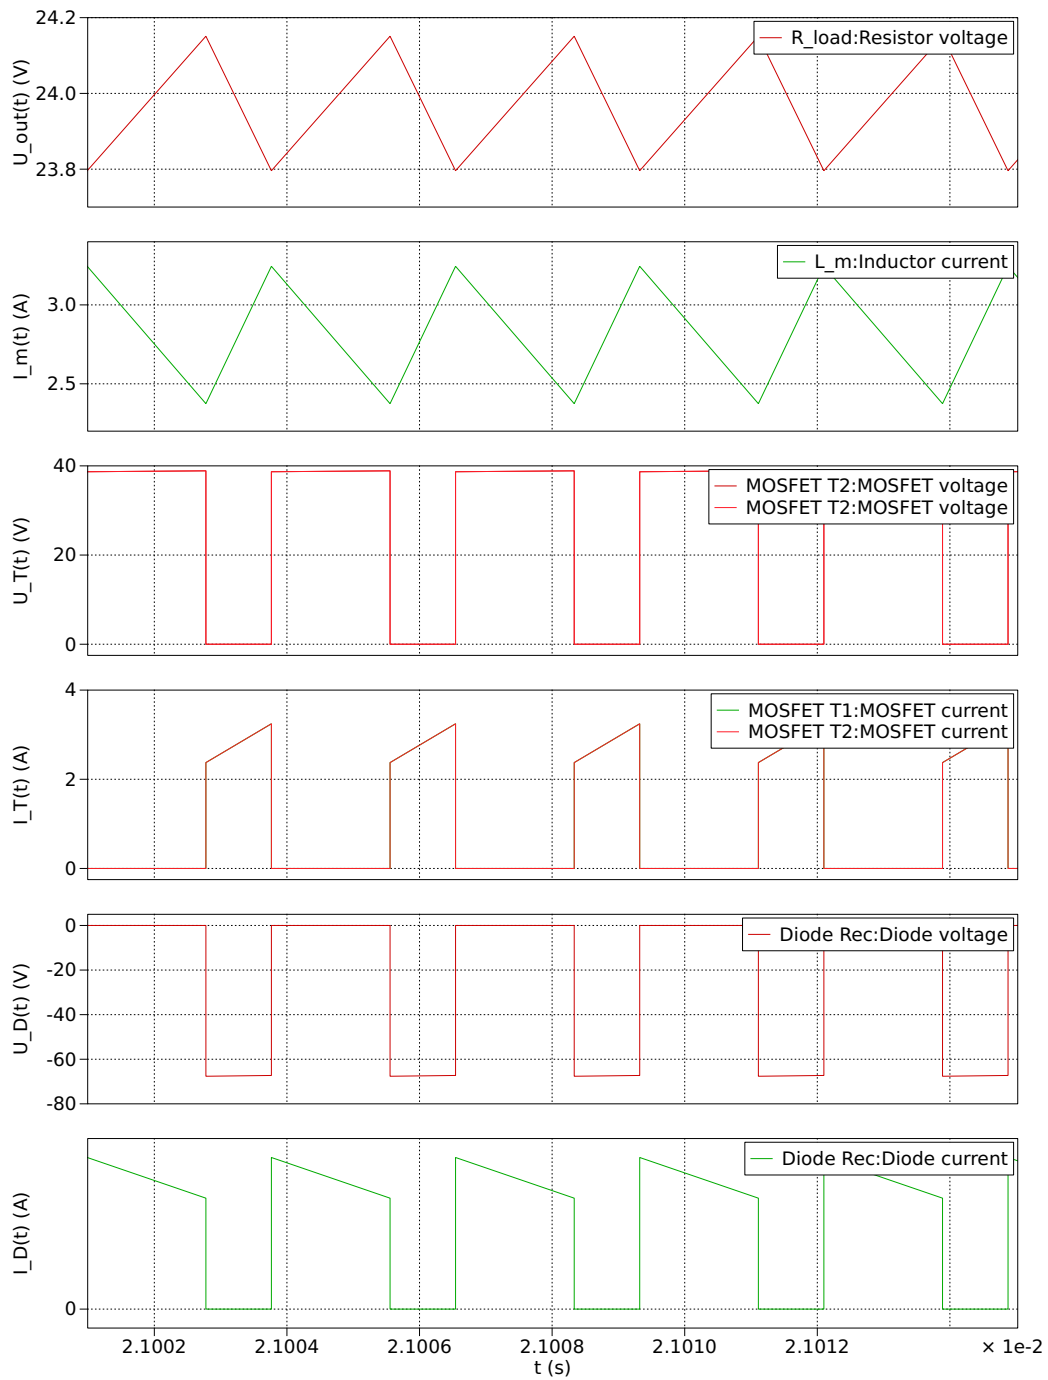 24.2
R_load:Resistor voltage
24.0
23.8
U_out(t) (V)
L_m:Inductor current
3.0
2.5
I_m(t) (A)
40
MOSFET T2:MOSFET voltage
MOSFET T2:MOSFET voltage
20
0
U_T(t) (V)
4
MOSFET T1:MOSFET current
MOSFET T2:MOSFET current
2
0
I_T(t) (A)
0
Diode Rec:Diode voltage
-20
-40
-60
-80
U_D(t) (V)
Diode Rec:Diode current
0
I_D(t) (A)
2.1002 2.1004 2.1006 2.1008 2.1010 2.1012 × 1e-2
t (s)